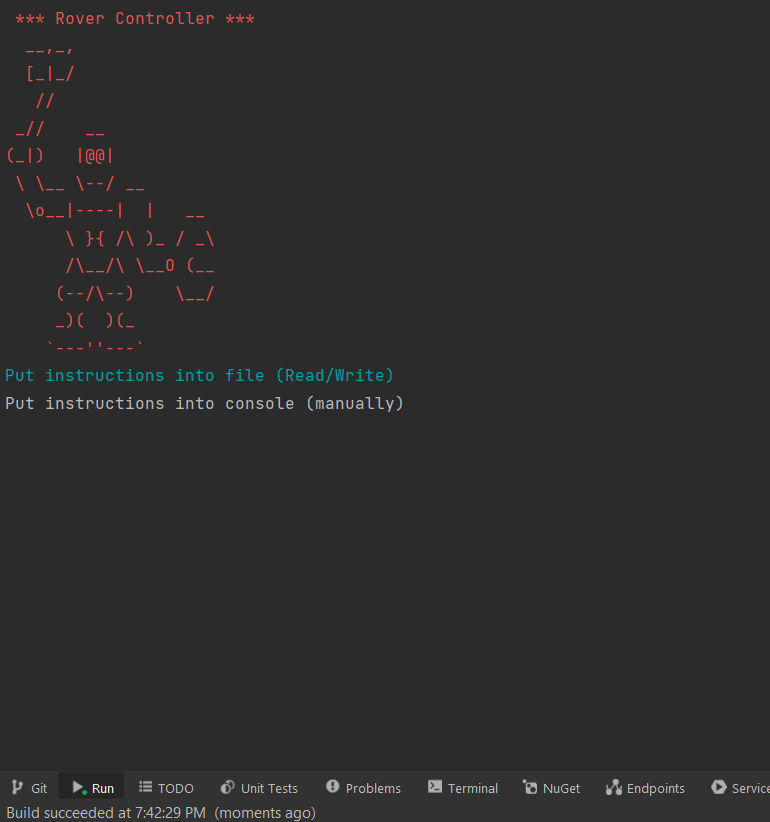 *** Rover Controller ***
  __,_,
  [_|_/
   //
 _//    __
(_|)   |@@|
 \ \__ \--/ __
  \o__|----|  |   __
      \ }{ /\ )_ / _\
      /\__/\ \__O (__
     (--/\--)    \__/
     _)(  )(_
    `---''---`
Put instructions into file (Read/Write)
Put instructions into console (manually)
Git Run TODO Unit Tests Problems Terminal NuGet Endpoints Service
Build succeeded at 7:42:29 PM (moments ago)